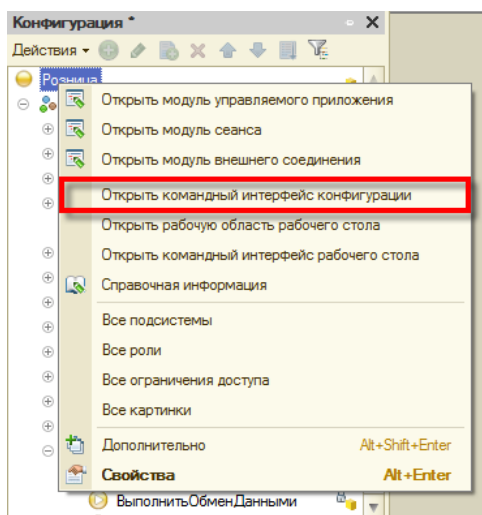 Конфигурация *
Действия
Розница
Открыть модуль управляемого приложения
Открыть модуль сеанса
Открыть модуль внешнего соединения
Открыть командный интерфейс конфигурации
Открыть рабочую область рабочего стола
Открыть командный интерфейс рабочего стола
Справочная информация
Все подсистемы
Все роли
Все ограничения доступа
Все картинки
Дополнительно Alt+Shift+Enter
Свойства Alt+Enter
ВыполнитьОбменДанными